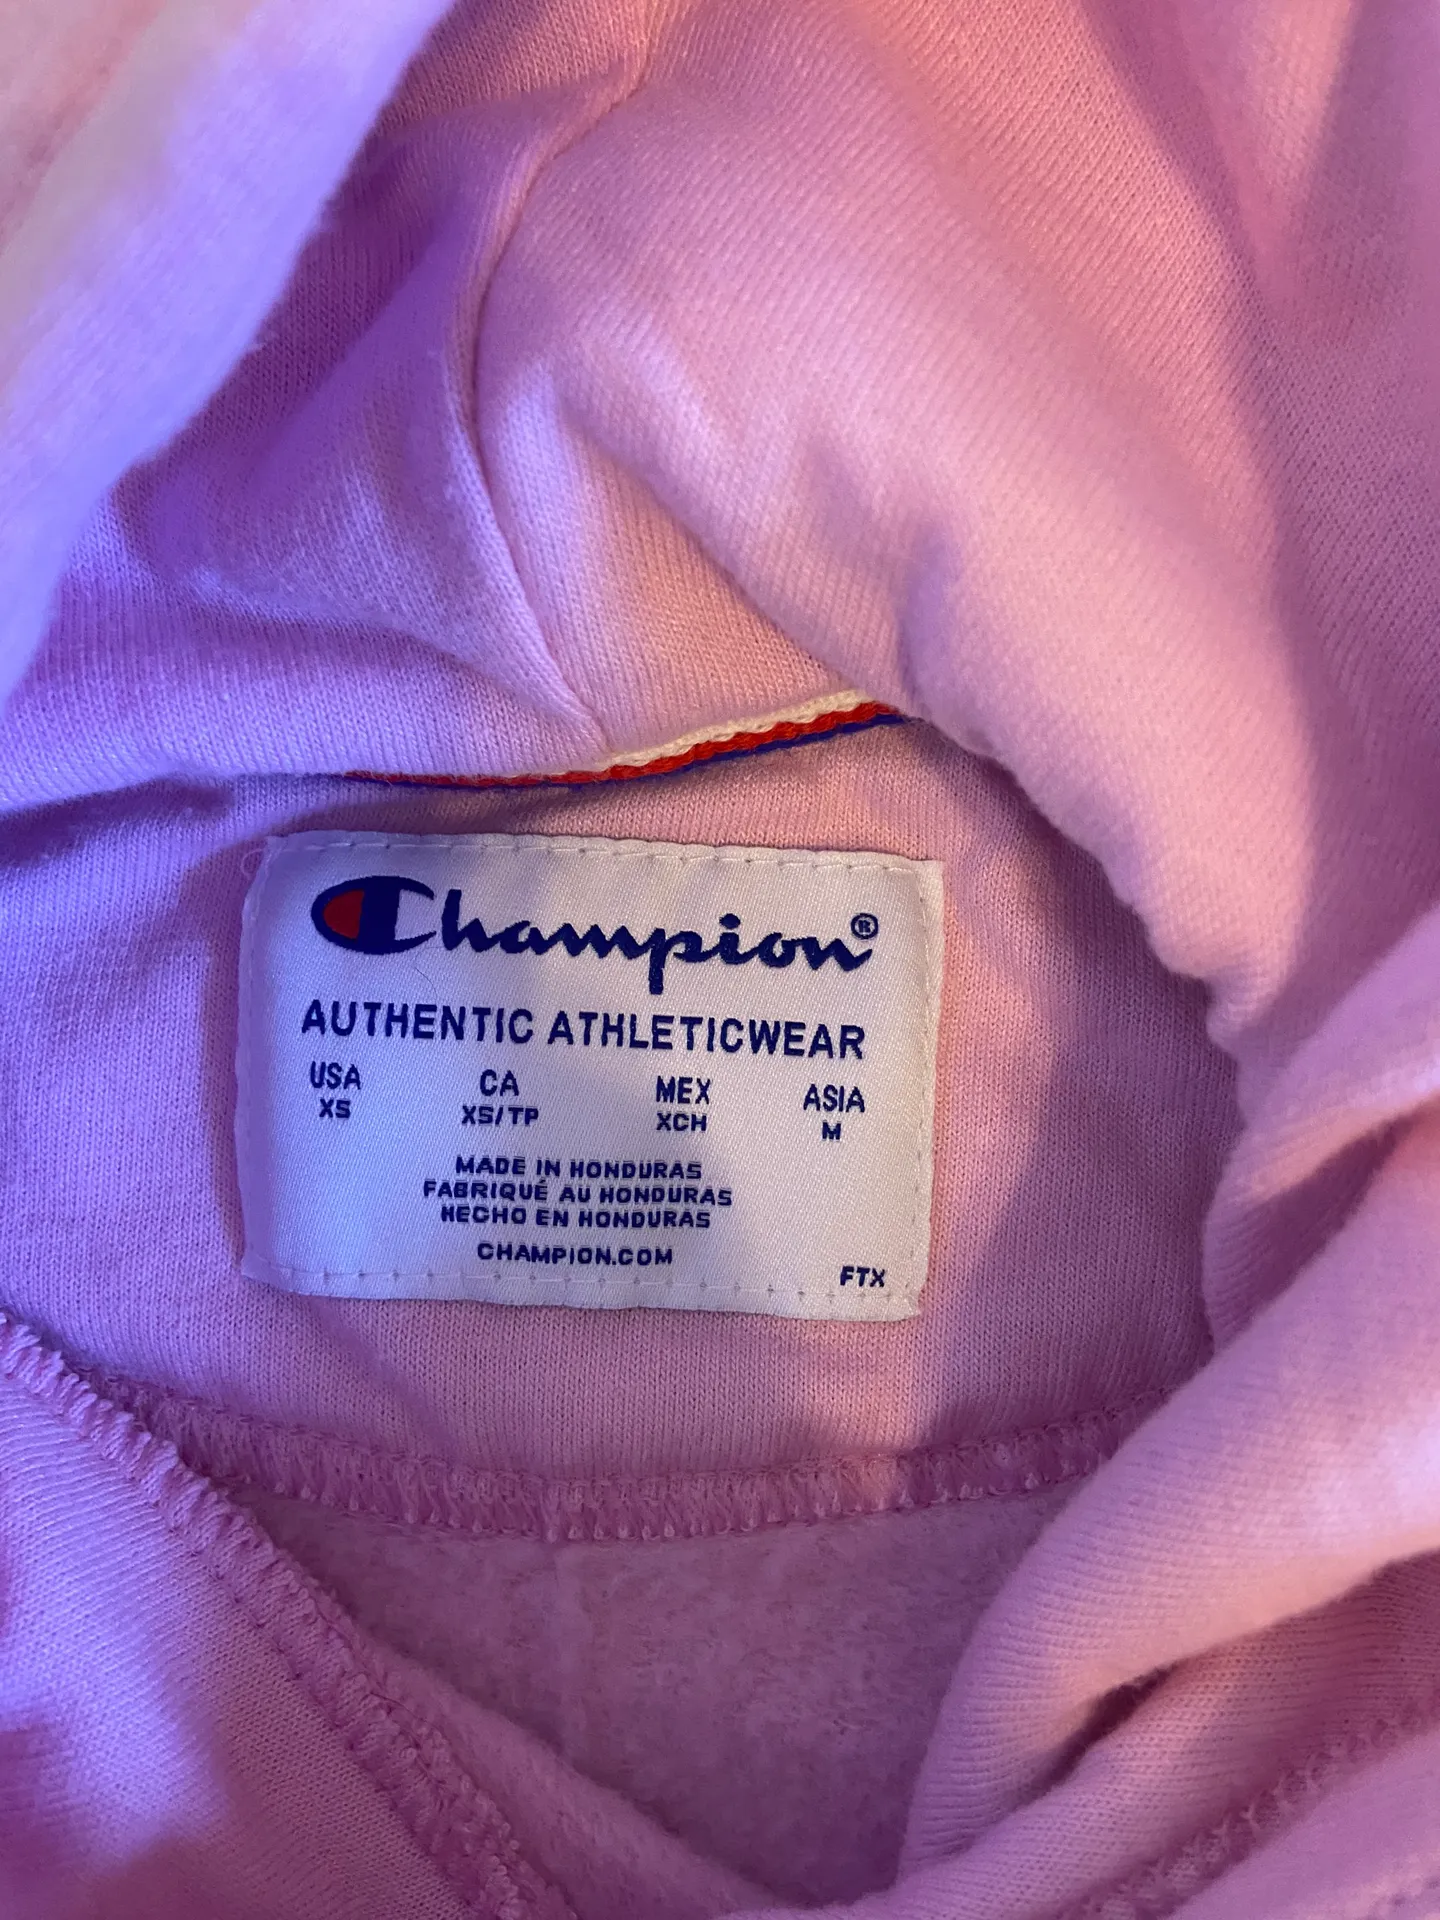 Champion®
AUTHENTIC ATHLETICWEAR
USA CA MEX ASIA
XS XS/TP XCH M
MADE IN HONDURAS
FABRIQUÉ AU HONDURAS
HECHO EN HONDURAS
CHAMPION.COM
FTX